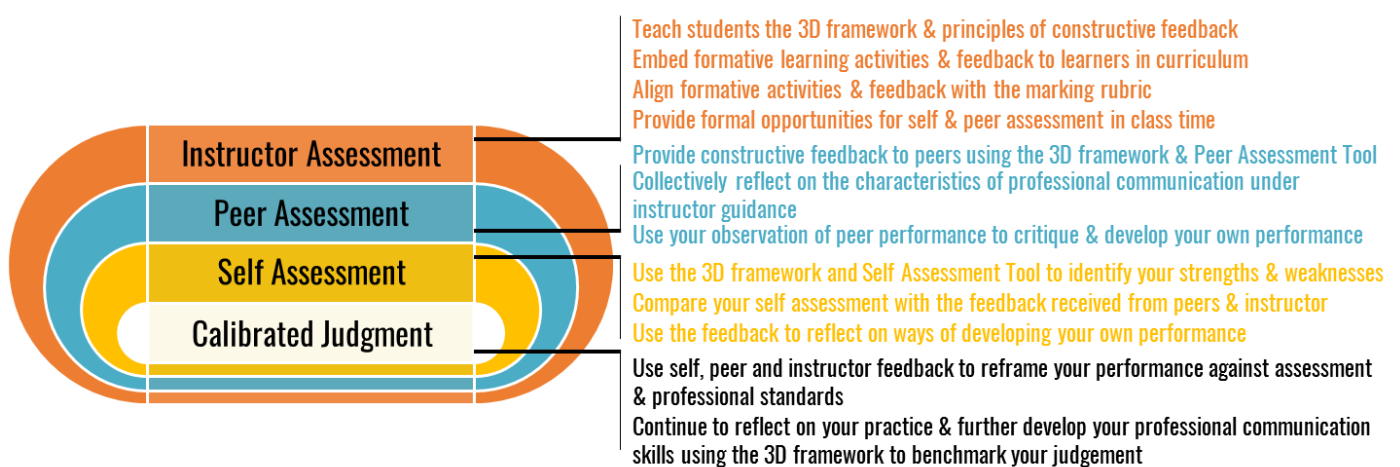 Instructor Assessment
Peer Assessment
Self Assessment
Calibrated Judgment
Teach students the 3D framework & principles of constructive feedback
Embed formative learning activities & feedback to learners in curriculum
Align formative activities & feedback with the marking rubric
Provide formal opportunities for self & peer assessment in class time
Provide constructive feedback to peers using the 3D framework & Peer Assessment Tool
Collectively reflect on the characteristics of professional communication under
instructor guidance
Use your observation of peer performance to critique & develop your own performance
Use the 3D framework and Self Assessment Tool to identify your strengths & weaknesses
Compare your self assessment with the feedback received from peers & instructor
Use the feedback to reflect on ways of developing your own performance
Use self, peer and instructor feedback to reframe your performance against assessment
& professional standards
Continue to reflect on your practice & further develop your professional communication
skills using the 3D framework to benchmark your judgement